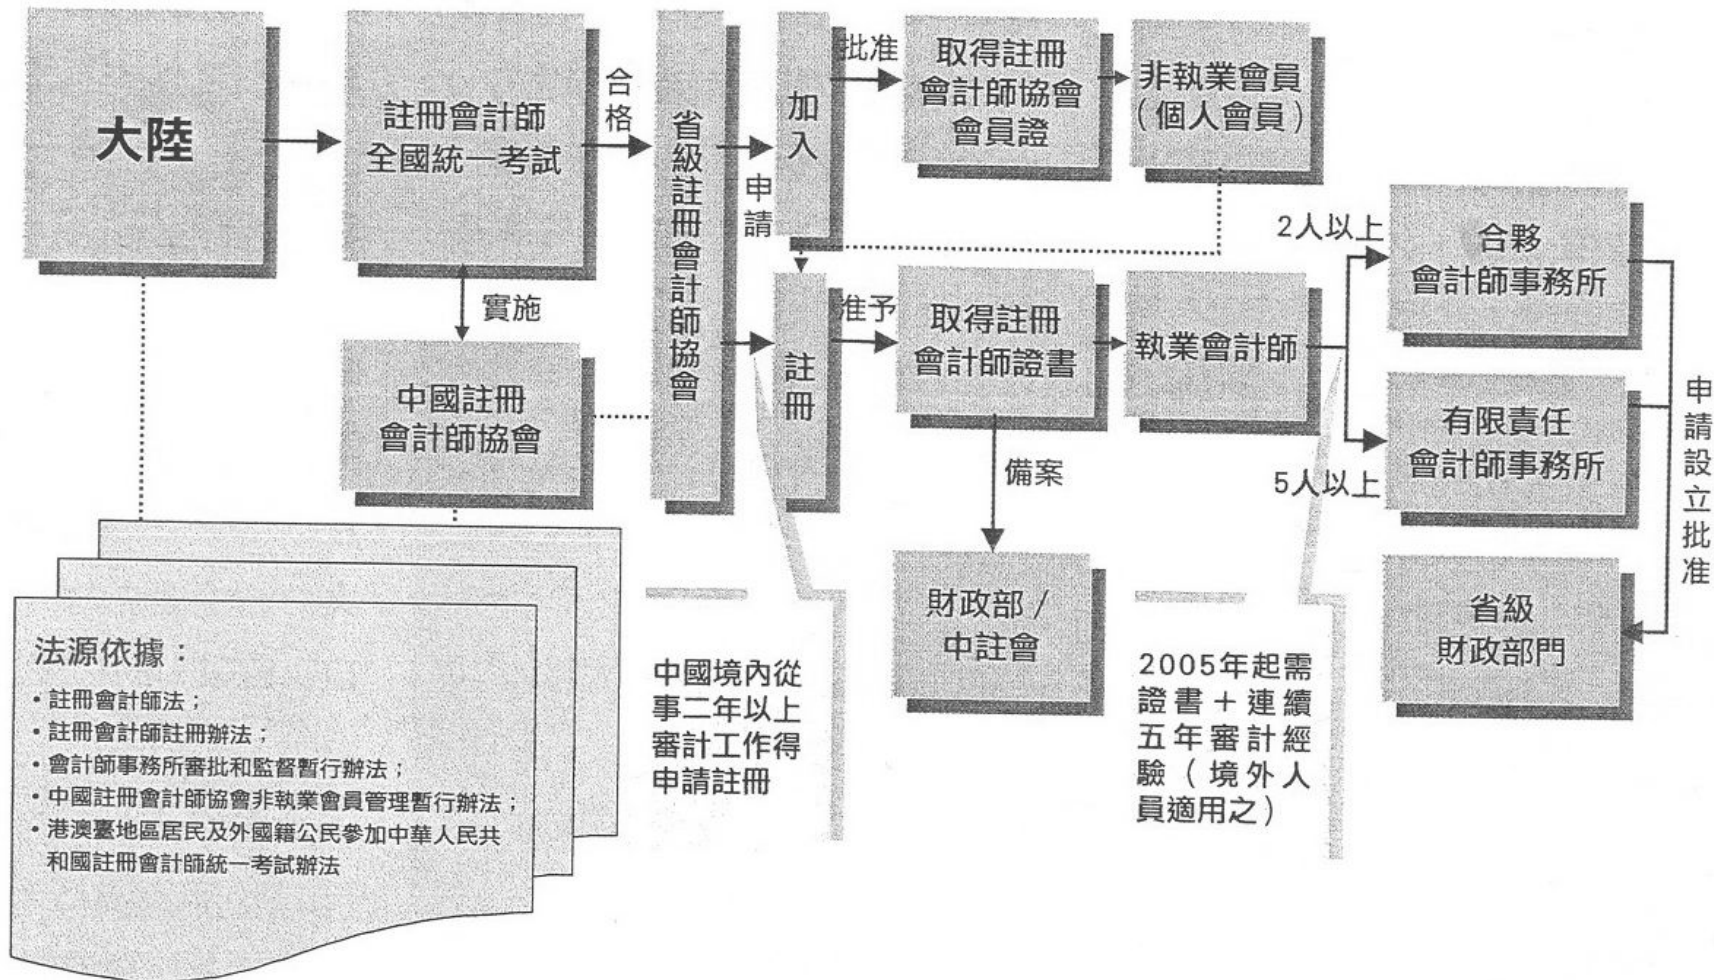 大陸
註冊會計師
全國統一考試
合格
實施
中國註冊
會計師協會
省級註冊會計師協會
申請
加入
批准
取得註冊
會計師協會
會員證
非執業會員
(個人會員)
註冊
准予
取得註冊
會計師證書
執業會計師
備案
財政部/
中註會
2人以上
合夥
會計師事務所
5人以上
有限責任
會計師事務所
申請設立批准
省級
財政部門
中國境內從
事二年以上
審計工作得
申請註冊
2005年起需
證書+連續
五年審計經
驗(境外人
員適用之)
法源依據:
•註冊會計師法;
•註冊會計師註冊辦法;
•會計師事務所審批和監督暫行辦法;
•中國註冊會計師協會非執業會員管理暫行辦法;
•港澳臺地區居民及外國籍公民參加中華人民共
和國註冊會計師統一考試辦法